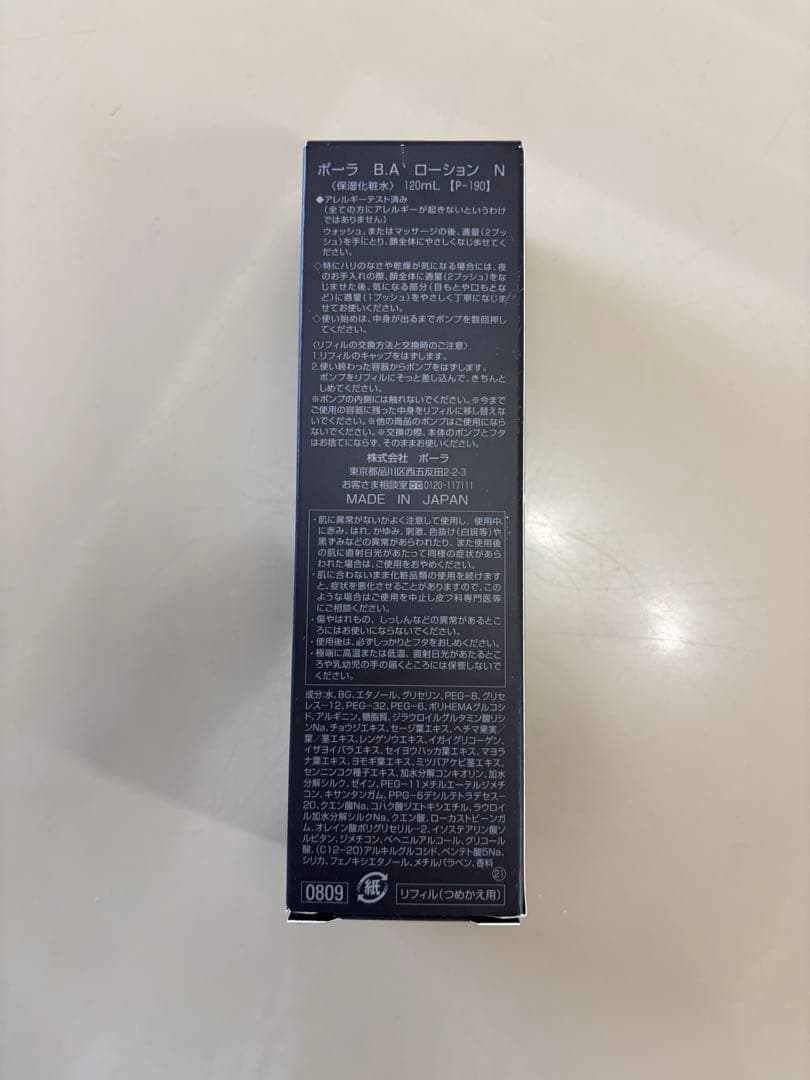 ポーラ B.A ローション N
〈保湿化粧水〉 120mL 【P-190】
◆アレルギーテスト済み
(全ての方にアレルギーが起きないというわけ
ではありません)
ウォッシュ、またはマッサージの後、適量(2プッ
シュ)を手にとり、顔全体にやさしくなじませてく
ださい。
◇特にハリのなさや乾燥が気になる場合には、夜
のお手入れの際、顔全体に適量(2プッシュ)をな
じませた後、気になる部分(目もとや口もとな
ど)に適量(1プッシュ)をやさしく丁寧になじま
せてお使いください。
◇使い始めは、中身が出るまでポンプを数回押し
てください。
〈リフィルの交換方法と交換時のご注意〉
1.リフィルのキャップをはずします。
2.使い終わった容器からポンプをはずします。
ポンプをリフィルにそっと差し込んで、きちんと
しめてください。
※ポンプの内側には触れないでください。※今まで
ご使用の容器に残った中身をリフィルに移し替えな
いでください。※他の商品のポンプはご使用になら
ないでください。※交換の際、本体のポンプとフタ
はお捨てにならず、そのままお使いください。
株式会社 ポーラ
東京都品川区西五反田2-2-3
お客さま相談室 0120-117111
MADE IN JAPAN
・肌に異常がないかよく注意して使用し、使用中、
に赤み、はれ、かゆみ、刺激、色抜け(白斑等)や
黒ずみなどの異常があらわれたり、また使用後
の肌に直射日光があたって同様の症状があら
われた場合は、ご使用をおやめください。
・肌に合わないまま化粧品類の使用を続けます
と、症状を悪化させることがありますので、この
ような場合はご使用を中止し皮フ科専門医等
にご相談ください。
・傷やはれもの、しっしんなどの異常があるとこ
ろにはお使いにならないでください。
・使用後は、必ずしっかりとフタをおしめください。
・極端に高温または低温、直射日光があたるとこ
ろや乳幼児の手の届くところには保管しないで
ください。
成分:水、BG、エタノール、グリセリン、PEG-8、グリセ
レス-12、PEG-32、PEG-6、ポリHEMAグルコシ
ド、アルギニン、糖脂質、ジラウロイルグルタミン酸リシ
ンNa、チョウジエキス、セージ葉エキス、ヘチマ果実/
葉/茎エキス、レンゲソウエキス、イガイグリコーゲン、
イザヨイバラエキス、セイヨウハッカ葉エキス、マヨラ
ナ葉エキス、ヨモギ葉エキス、ミツバアケビ茎エキス、
センニンコク種子エキス、加水分解コンキオリン、加水
分解シルク、ゼイン、PEG-11メチルエーテルジメチ
コン、キサンタンガム、PPG-6デシルテトラデセス-
20、クエン酸Na、コハク酸ジエトキシエチル、ラウロイ
ル加水分解シルクNa、クエン酸、ローカストビーンガ
ム、オレイン酸ポリグリセリル-2、イソステアリン酸ソ
ルビタン、ジメチコン、ベヘニルアルコール、グリコール
酸、(C12-20)アルキルグルコシド、ペンテト酸5Na、
シリカ、フェノキシエタノール、メチルパラベン、香料
㉑
0809 紙 リフィル(つめかえ用)